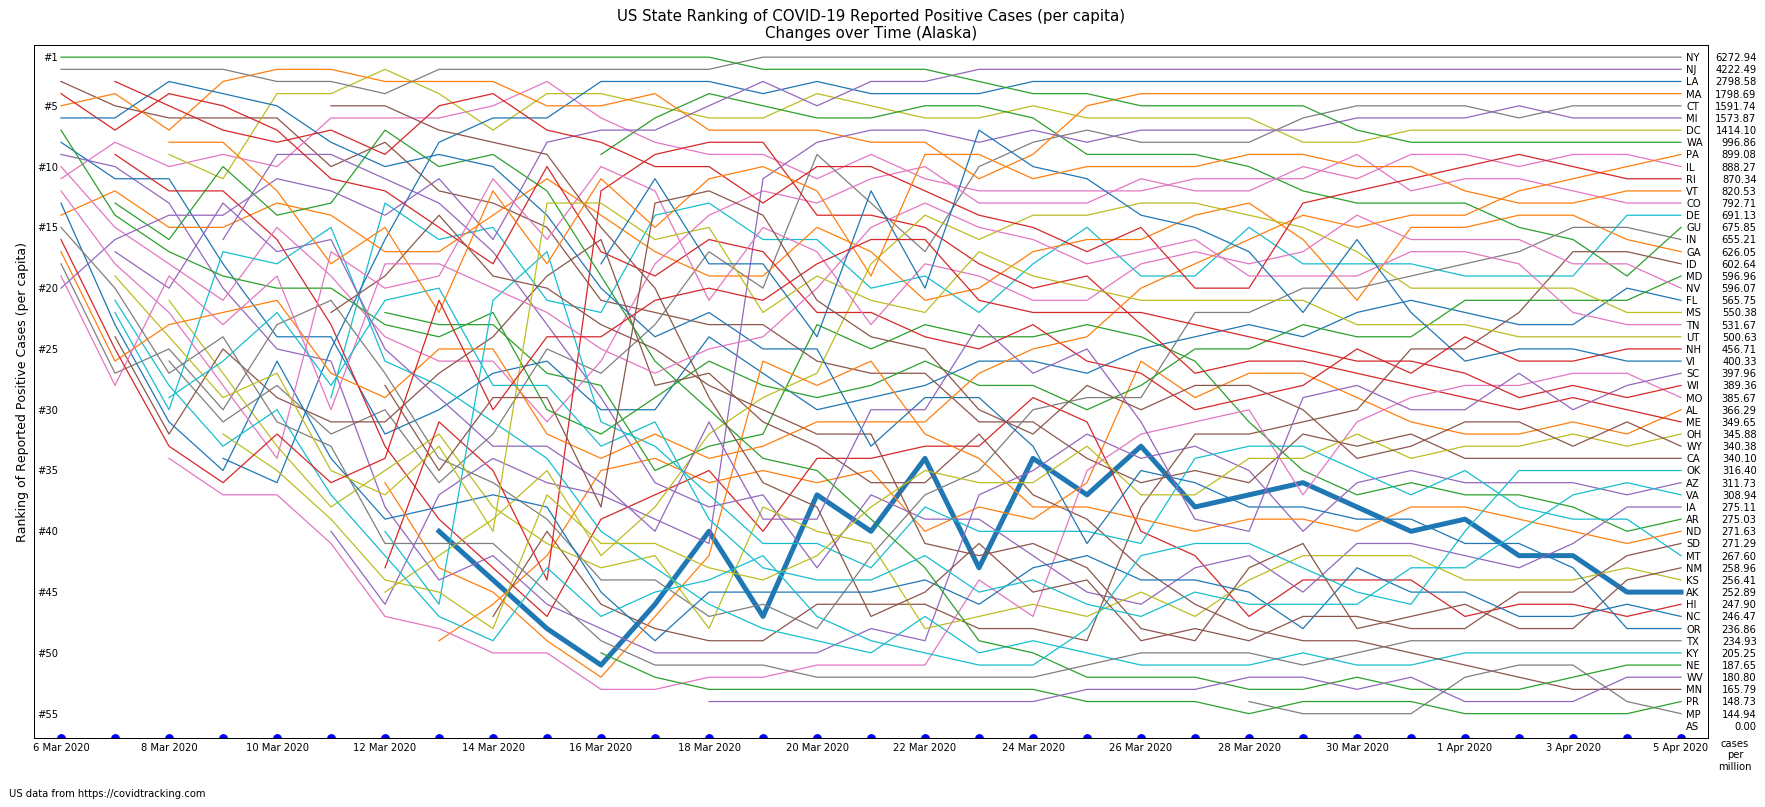 US State Ranking of COVID-19 Reported Positive Cases (per capita)
Changes over Time (Alaska)
Ranking of Reported Positive Cases (per capita)
#1
#5
#10
#15
#20
#25
#30
#35
#40
#45
#50
#55
NY 6272.94
NJ 4222.49
LA 2798.58
MA 1798.69
CT 1591.74
MI 1573.87
DC 1414.10
WA 996.86
PA 899.08
IL 888.27
RI 870.34
VT 820.53
CO 792.71
DE 691.13
GU 675.85
IN 655.21
GA 626.05
ID 602.64
MD 596.96
NV 596.07
FL 565.75
MS 550.38
TN 531.67
UT 500.63
NH 456.71
VI 400.33
SC 397.96
WI 389.36
MO 385.67
AL 366.29
ME 349.65
OH 345.88
WY 340.38
CA 340.10
OK 316.40
AZ 311.73
VA 308.94
IA 275.11
AR 275.03
ND 271.63
SD 271.29
MT 267.60
NM 258.96
KS 256.41
AK 252.89
HI 247.90
NC 246.47
OR 236.86
TX 234.93
KY 205.25
NE 187.65
WV 180.80
MN 165.79
PR 148.73
MP 144.94
AS 0.00
6 Mar 2020 8 Mar 2020 10 Mar 2020 12 Mar 2020 14 Mar 2020 16 Mar 2020 18 Mar 2020 20 Mar 2020 22 Mar 2020 24 Mar 2020 26 Mar 2020 28 Mar 2020 30 Mar 2020 1 Apr 2020 3 Apr 2020 5 Apr 2020
cases
per
million
US data from https://covidtracking.com